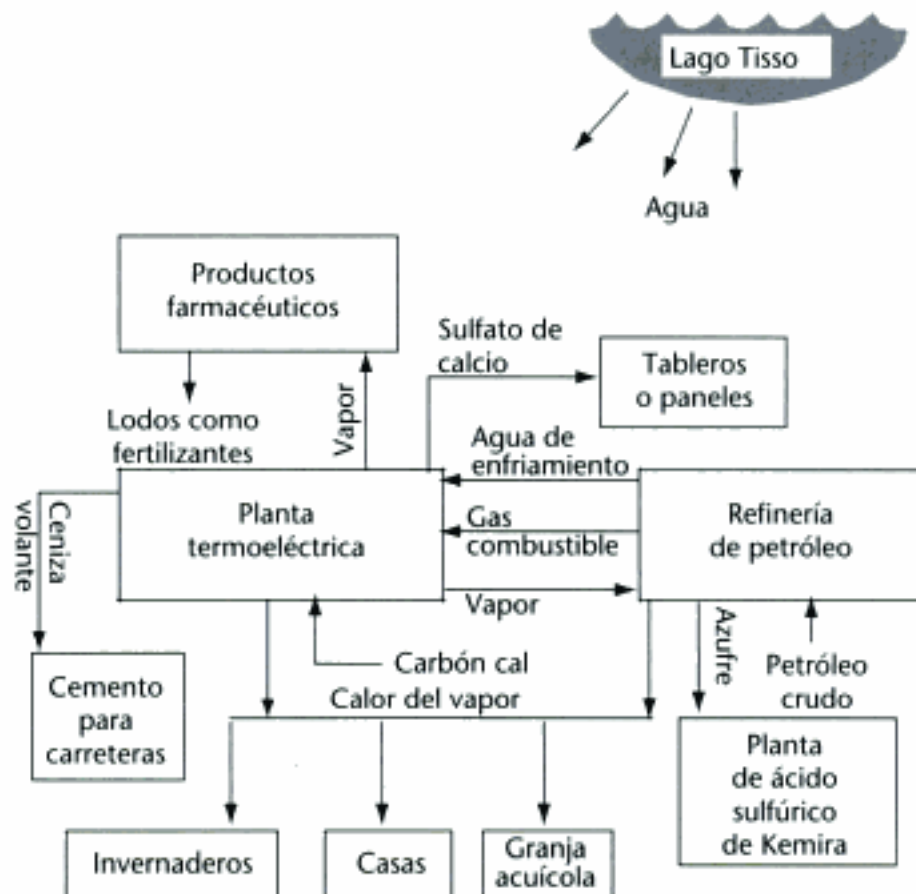 Lago Tisso
Agua
Productos
farmacéuticos
Sulfato de
calcio
Tableros
o paneles
Lodos como
fertilizantes
Vapor
Agua de
enfriamiento
Ceniza
volante
Planta
termoeléctrica
Gas
combustible
Refinería
de petróleo
Vapor
Carbón cal
Calor del vapor
Azufre
Petróleo
crudo
Cemento
para
carreteras
Planta
de ácido
sulfúrico
de Kemira
Invernaderos
Casas
Granja
acuícola